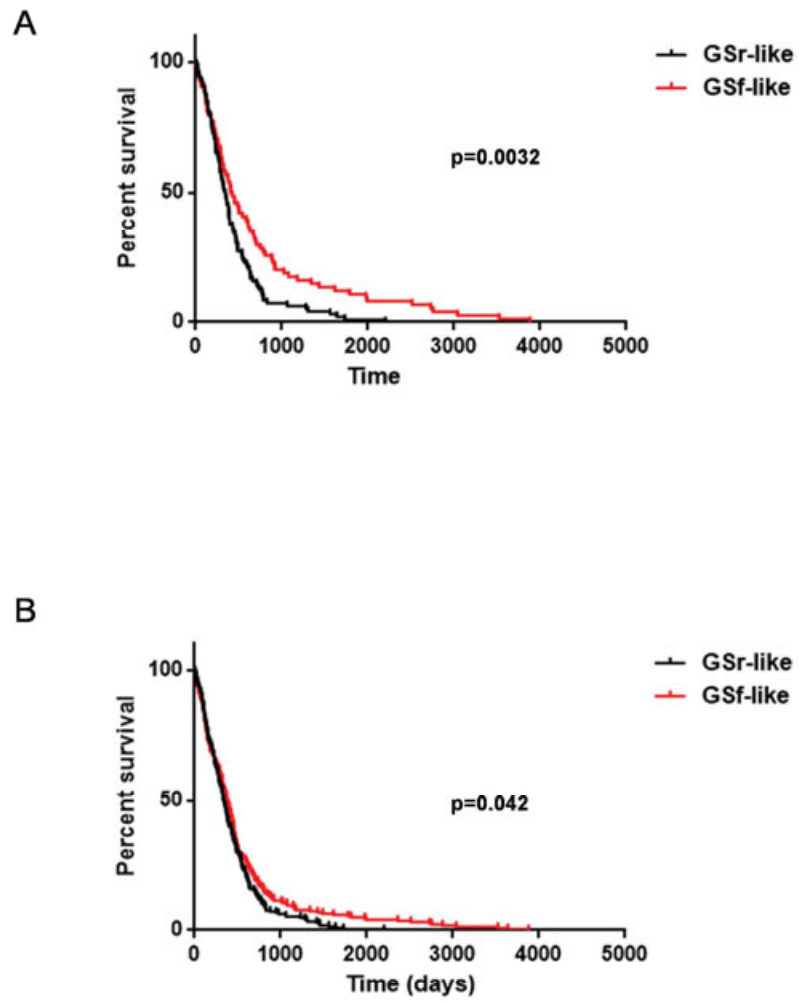 A
GSr-like
GSf-like
Percent survival
100
50
0
p=0.0032
0 1000 2000 3000 4000 5000
Time
B
GSr-like
GSf-like
Percent survival
100
50
0
p=0.042
0 1000 2000 3000 4000 5000
Time (days)